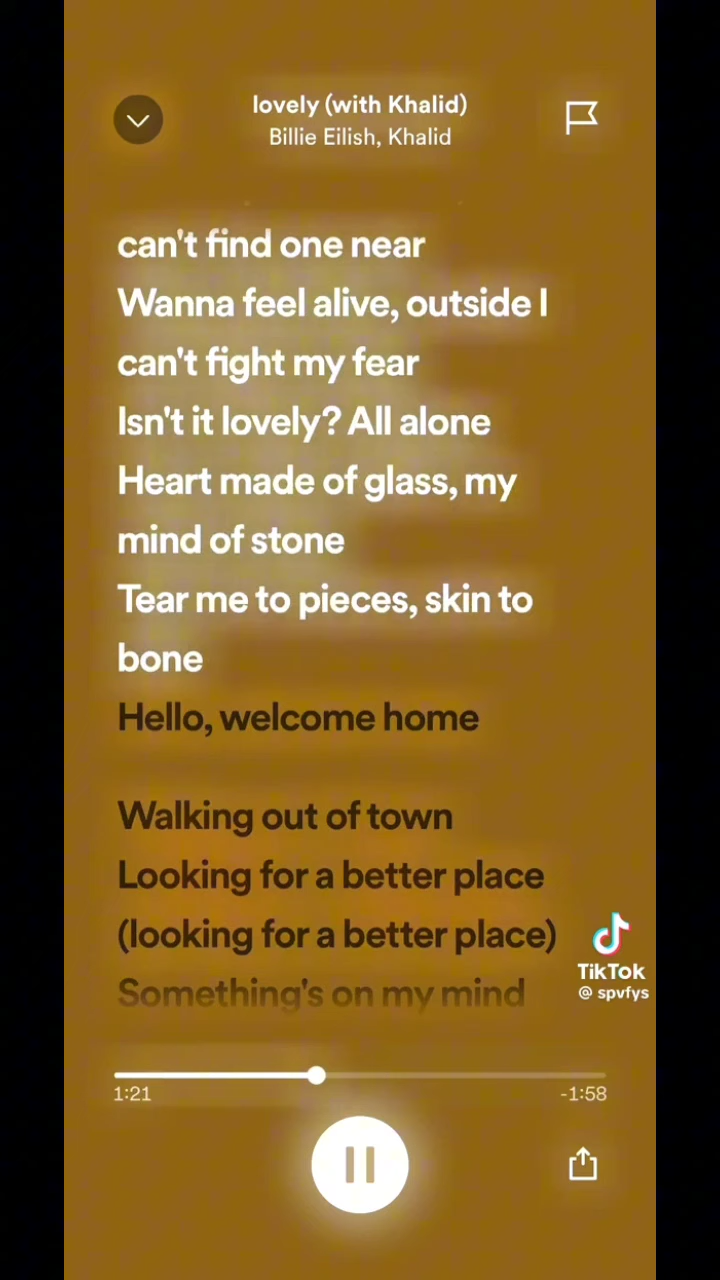 lovely (with Khalid)
Billie Eilish, Khalid
can't find one near
Wanna feel alive, outside I
can't fight my fear
Isn't it lovely? All alone
Heart made of glass, my
mind of stone
Tear me to pieces, skin to
bone
Hello, welcome home
Walking out of town
Looking for a better place
(looking for a better place)
Something's on my mind
TikTok
@ spvfys
1:21
-1:58